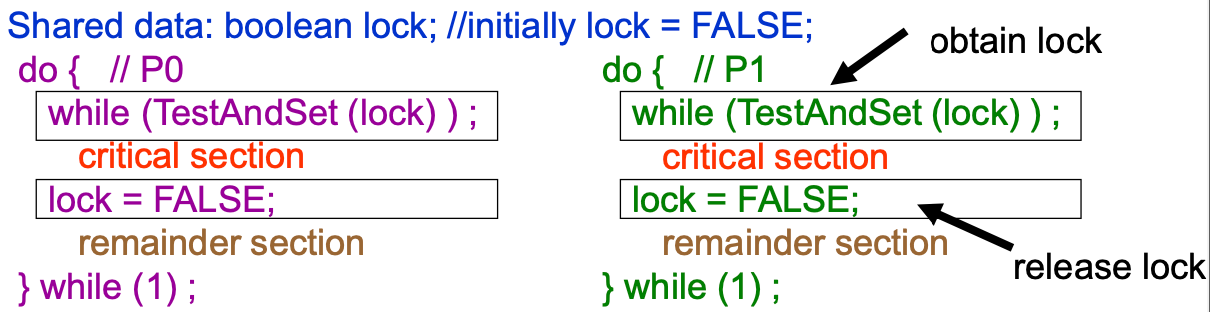 Shared data: boolean lock; //initially lock = FALSE;
do { // P0
while (TestAndSet (lock) ) ;
critical section
lock = FALSE;
remainder section
} while (1) ;
do { // P1
while (TestAndSet (lock) ) ;
critical section
lock = FALSE;
remainder section
} while (1) ;
obtain lock
release lock